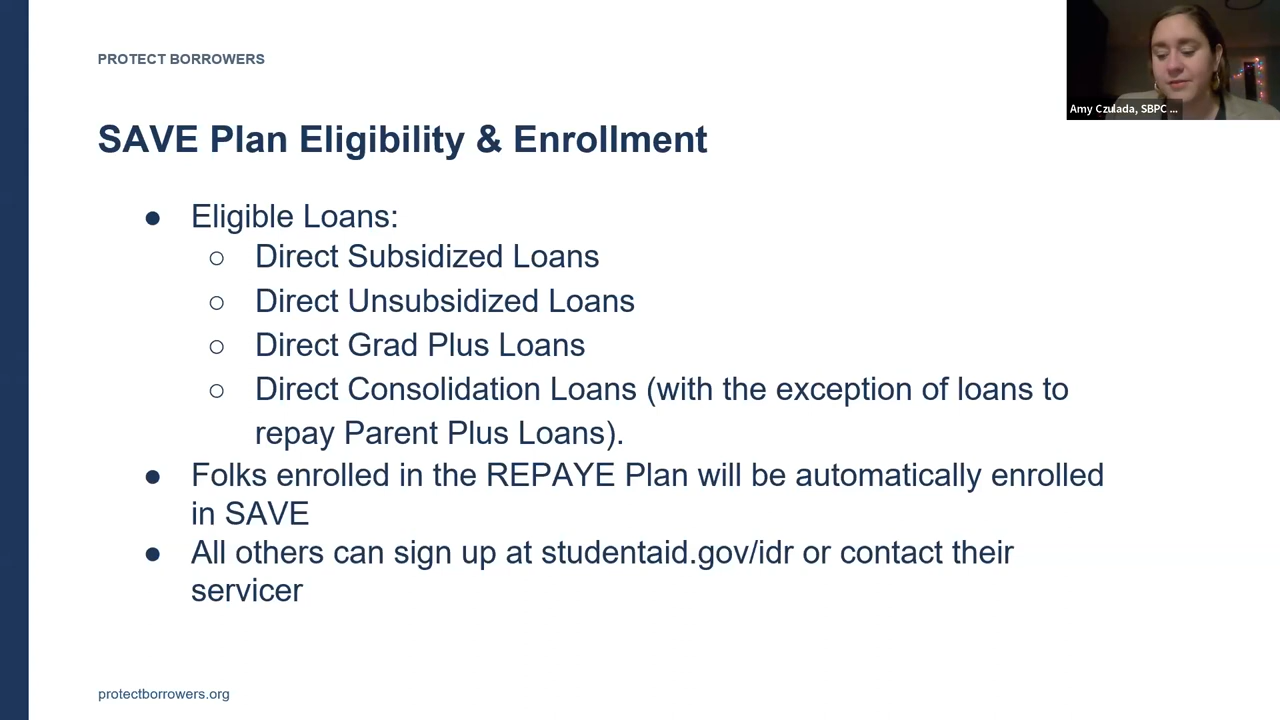 PROTECT BORROWERS
Amy Czulada, SBPC ...
SAVE Plan Eligibility & Enrollment
● Eligible Loans:
○ Direct Subsidized Loans
○ Direct Unsubsidized Loans
○ Direct Grad Plus Loans
○ Direct Consolidation Loans (with the exception of loans to
repay Parent Plus Loans).
● Folks enrolled in the REPAYE Plan will be automatically enrolled
in SAVE
● All others can sign up at studentaid.gov/idr or contact their
servicer
protectborrowers.org